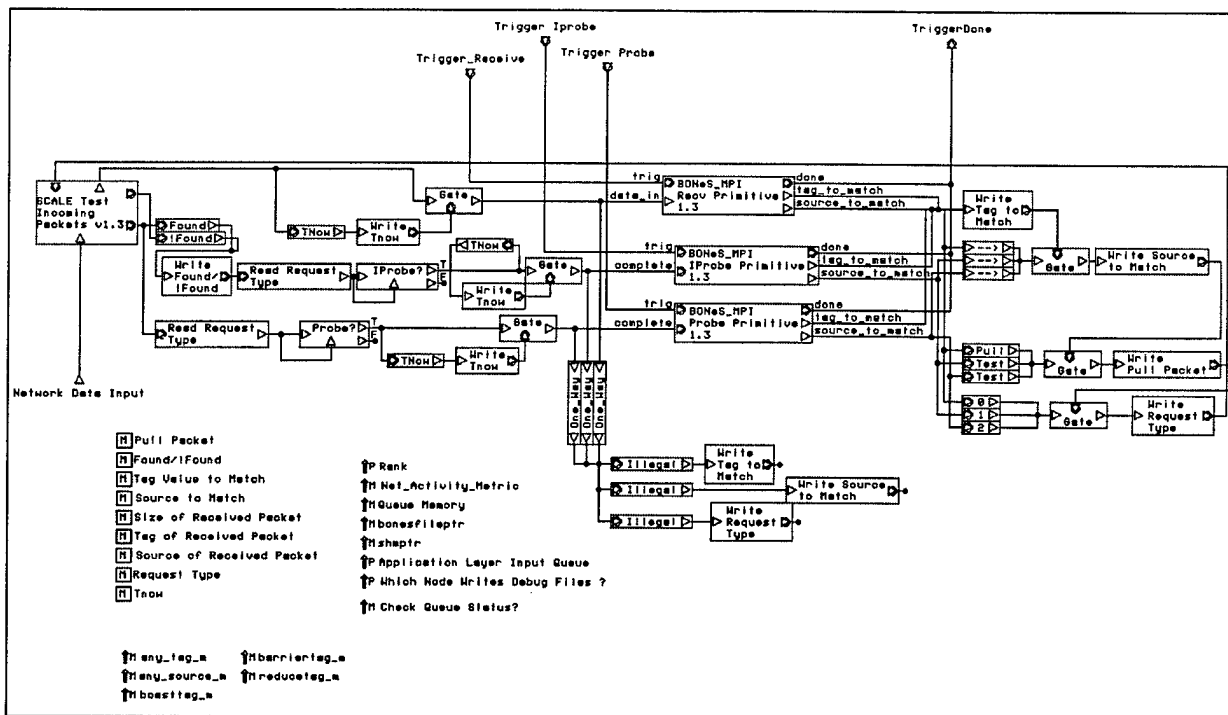 Trigger Iprobe
TriggerDone
Trigger Probe
Trigger_Receive
trig
BONeS_MPI
Recv Primitive
1.3
done
tag_to_match
source_to_match
data_in
SCALE Test
Incoming
Packets v1.3
Gate
Write
Tag to
Match
Found
!Found
TNow
Write
Tnow
TNow
trig
BONeS_MPI
IProbe Primitive
1.3
done
tag_to_match
source_to_match
complete
--->
--->
--->
Gate
Write Source
to Match
Write
Found/
!Found
Read Request
Type
IProbe?
T
F
Gate
Write
Tnow
trig
BONeS_MPI
Probe Primitive
1.3
done
tag_to_match
source_to_match
complete
Read Request
Type
Probe?
T
F
Gate
TNow
Write
Tnow
Pull
Test
Test
Gate
Write
Pull Packet
One_Way
One_Way
One_Way
0
1
2
Gate
Write
Request
Type
Network Data Input
M Pull Packet
M Found/!Found
M Tag Value to Match
M Source to Match
M Size of Received Packet
M Tag of Received Packet
M Source of Received Packet
M Request Type
M Tnow
P Rank
M Net_Activity_Metric
M Queue Memory
M bonesfileptr
M shmptr
P Application Layer Input Queue
P Which Node Writes Debug Files ?
M Check Queue Status?
Illegal
Write
Tag to
Match
Illegal
Write Source
to Match
Illegal
Write
Request
Type
M any_tag_m
M barriertag_m
M any_source_m
M reducetag_m
M bcasttag_m